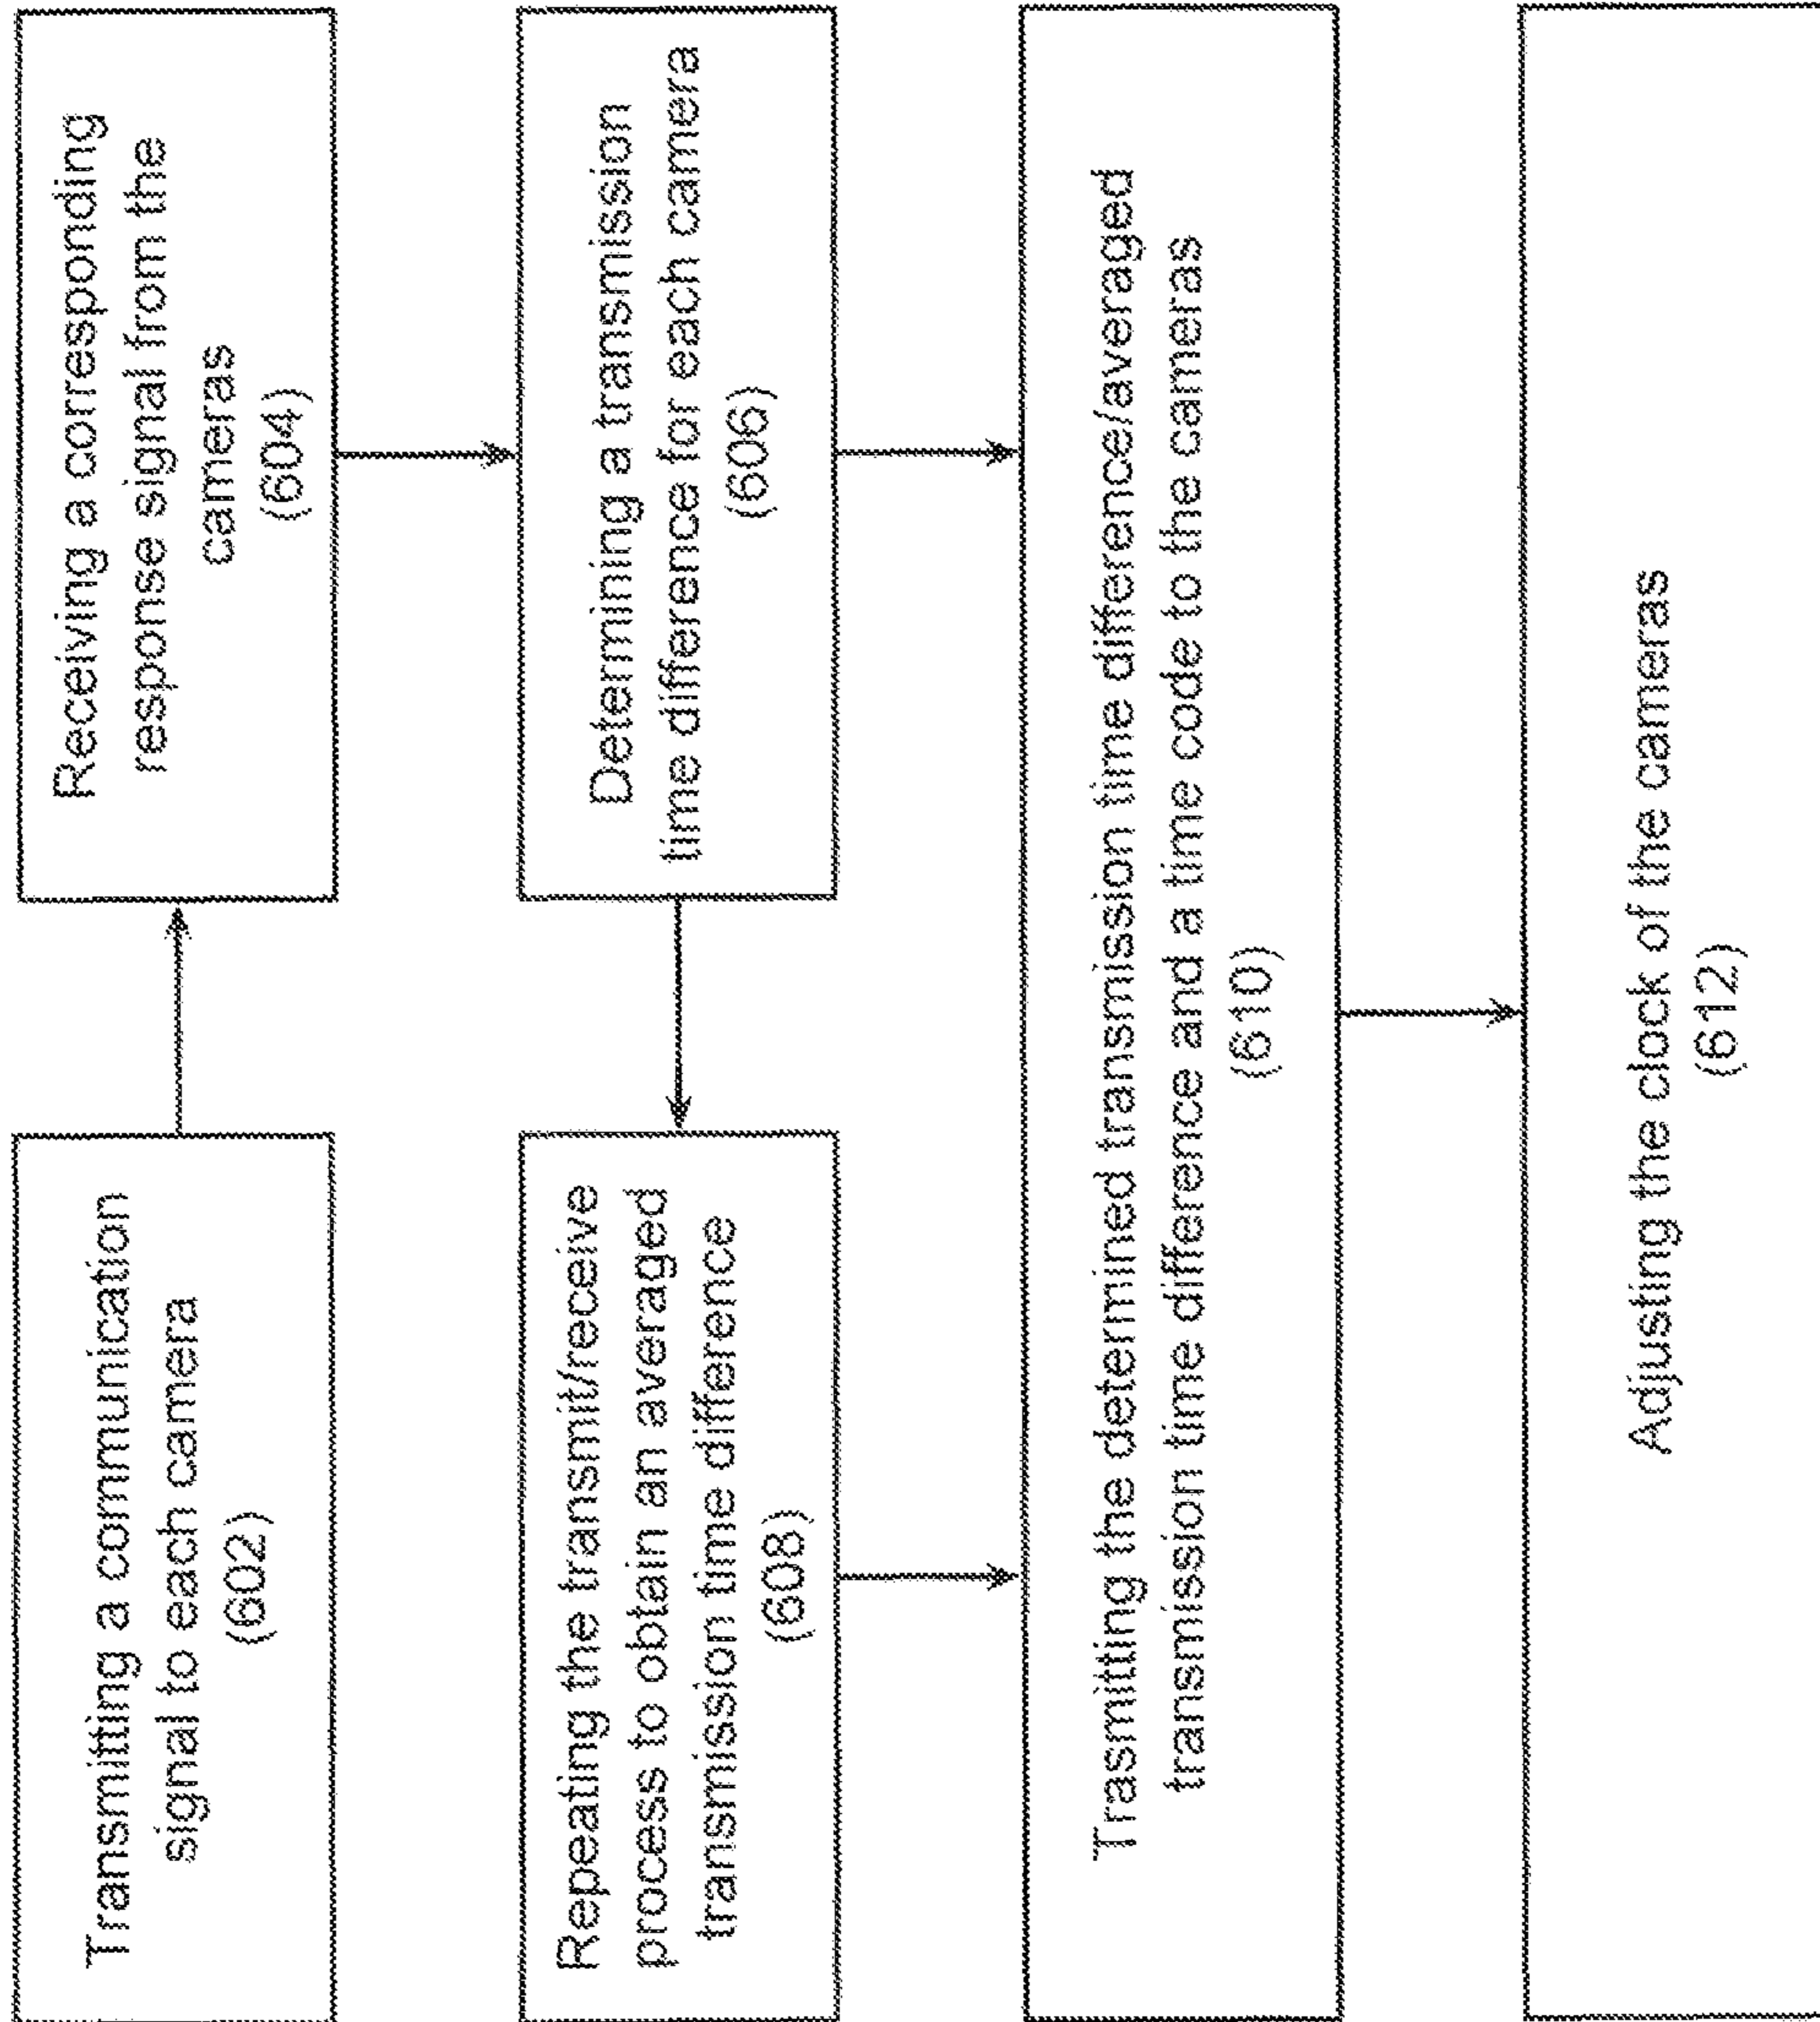 Transmitting a communication
signal to each camera
(602)
Receiving a corresponding
response signal from the
cameras
(604)
Determining a transmission
time difference for each camera
(606)
Repeating the transmit/receive
process to obtain an averaged
transmission time difference
(608)
Trasmitting the determined transmission time difference/averaged
transmission time difference and a time code to the cameras
(610)
Adjusting the clock of the cameras
(612)